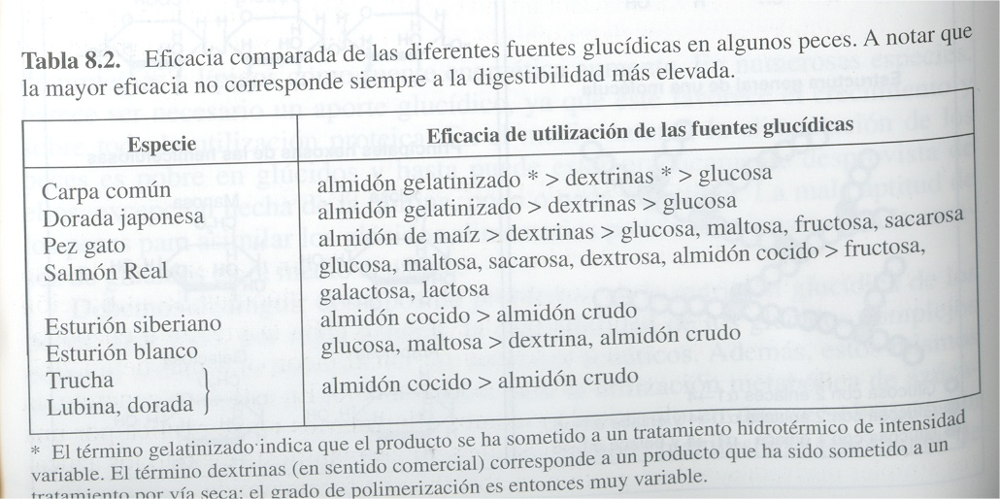 Tabla 8.2. Eficacia comparada de las diferentes fuentes glucídicas en algunos peces. A notar que
la mayor eficacia no corresponde siempre a la digestibilidad más elevada.
Especie Eficacia de utilización de las fuentes glucídicas
Carpa común almidón gelatinizado * > dextrinas * > glucosa
Dorada japonesa almidón gelatinizado > dextrinas > glucosa
Pez gato almidón de maíz > dextrinas > glucosa, maltosa, fructosa, sacarosa
Salmón Real glucosa, maltosa, sacarosa, dextrosa, almidón cocido > fructosa,
galactosa, lactosa
Esturión siberiano almidón cocido > almidón crudo
Esturión blanco glucosa, maltosa > dextrina, almidón crudo
Trucha
Lubina, dorada } almidón cocido > almidón crudo
* El término gelatinizado indica que el producto se ha sometido a un tratamiento hidrotérmico de intensidad
variable. El término dextrinas (en sentido comercial) corresponde a un producto que ha sido sometido a un
tratamiento por vía seca; el grado de polimerización es entonces muy variable.